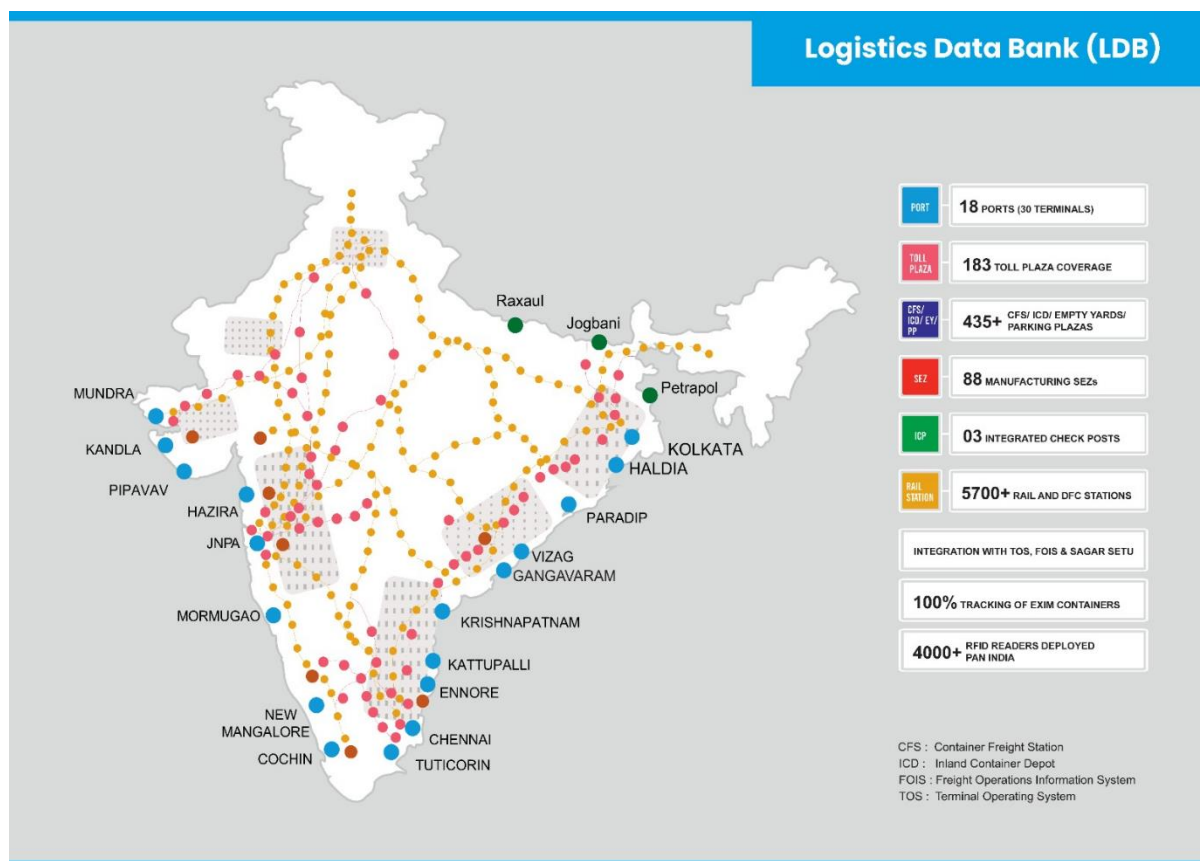 Logistics Data Bank (LDB)
Raxaul
Jogbani
Petrapol
MUNDRA
KANDLA
PIPAVAV
HAZIRA
JNPA
MORMUGAO
NEW
MANGALORE
COCHIN
KOLKATA
HALDIA
PARADIP
VIZAG
GANGAVARAM
KRISHNAPATNAM
KATTUPALLI
ENNORE
CHENNAI
TUTICORIN
PORT
18 PORTS (30 TERMINALS)
TOLL
PLAZA
183 TOLL PLAZA COVERAGE
CFS/
ICD/ EY/
PP
435+ CFS/ ICD/ EMPTY YARDS/
PARKING PLAZAS
SEZ
88 MANUFACTURING SEZs
ICP
03 INTEGRATED CHECK POSTS
RAIL
STATION
5700+ RAIL AND DFC STATIONS
INTEGRATION WITH TOS, FOIS & SAGAR SETU
100% TRACKING OF EXIM CONTAINERS
4000+ RFID READERS DEPLOYED
PAN INDIA
CFS : Container Freight Station
ICD : Inland Container Depot
FOIS : Freight Operations Information System
TOS : Terminal Operating System